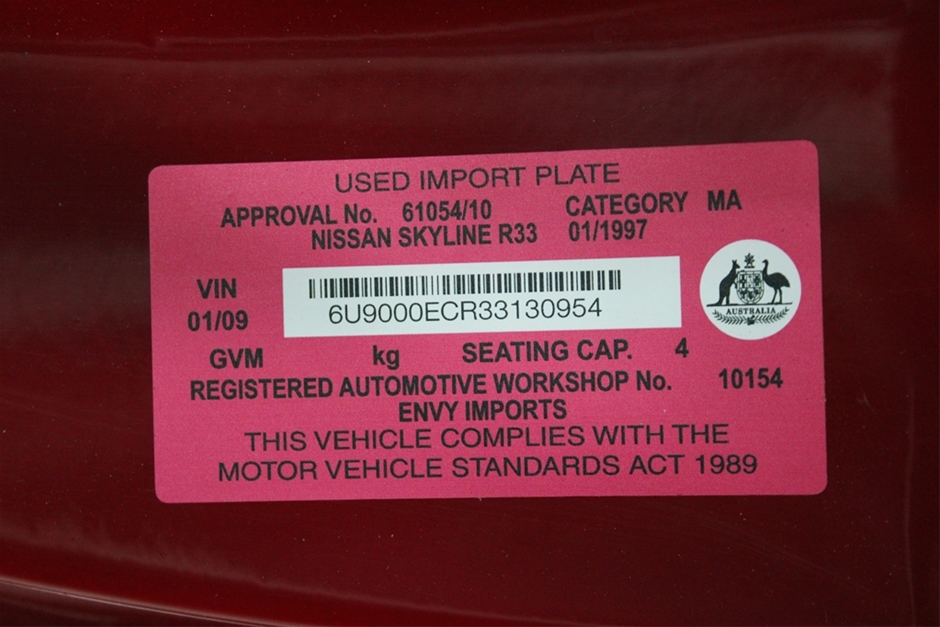 USED IMPORT PLATE
APPROVAL No. 61054/10 CATEGORY MA
NISSAN SKYLINE R33 01/1997
VIN 6U9000ECR33130954
01/09
AUSTRALIA
GVM kg SEATING CAP. 4
REGISTERED AUTOMOTIVE WORKSHOP No. 10154
ENVY IMPORTS
THIS VEHICLE COMPLIES WITH THE
MOTOR VEHICLE STANDARDS ACT 1989